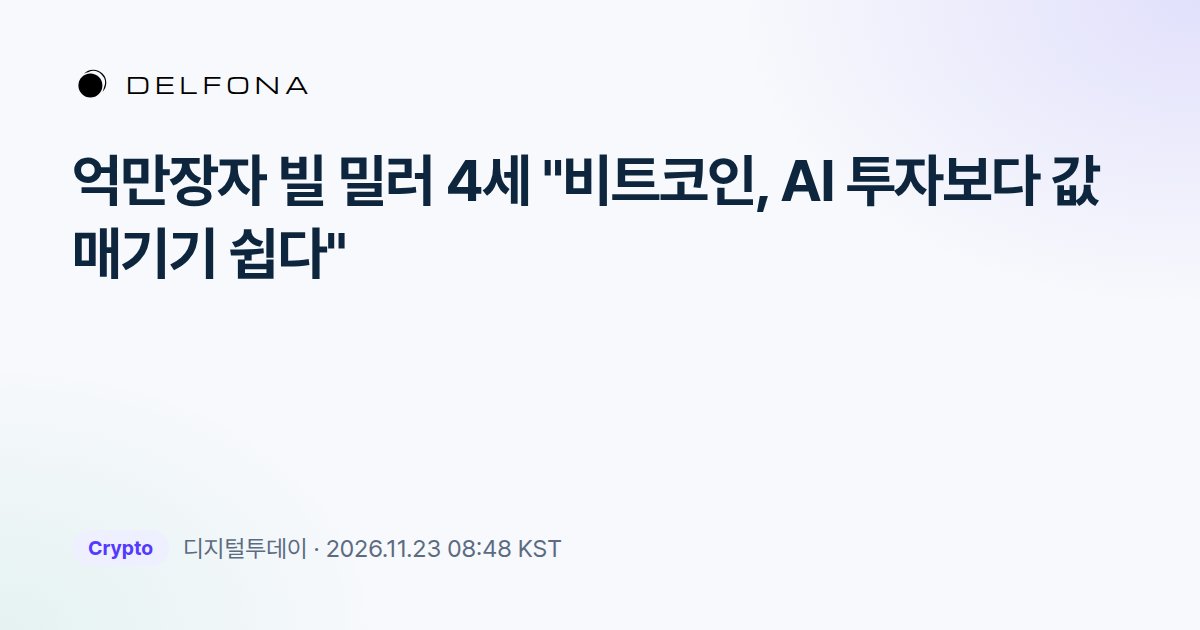 DELFONA
억만장자 빌 밀러 4세 "비트코인, AI 투자보다 값
매기기 쉽다"
Crypto 디지털투데이 · 2026.11.23 08:48 KST